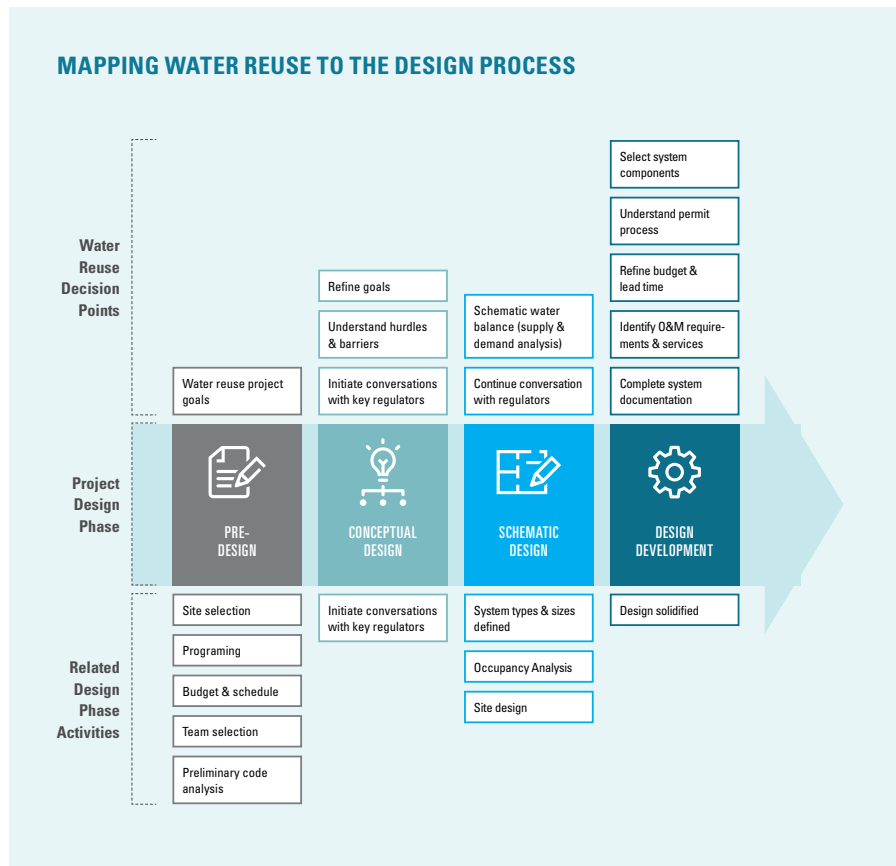 MAPPING WATER REUSE TO THE DESIGN PROCESS
Water
Reuse
Decision
Points
Water reuse project
goals
Refine goals
Understand hurdles
& barriers
Initiate conversations
with key regulators
Schematic water
balance (supply &
demand analysis)
Continue conversation
with regulators
Select system
components
Understand permit
process
Refine budget &
lead time
Identify O&M require-
ments & services
Complete system
documentation
Project
Design
Phase
PRE-
DESIGN
CONCEPTUAL
DESIGN
SCHEMATIC
DESIGN
DESIGN
DEVELOPMENT
Related
Design
Phase
Activities
Site selection
Programing
Budget & schedule
Team selection
Preliminary code
analysis
Initiate conversations
with key regulators
System types & sizes
defined
Occupancy Analysis
Site design
Design solidified